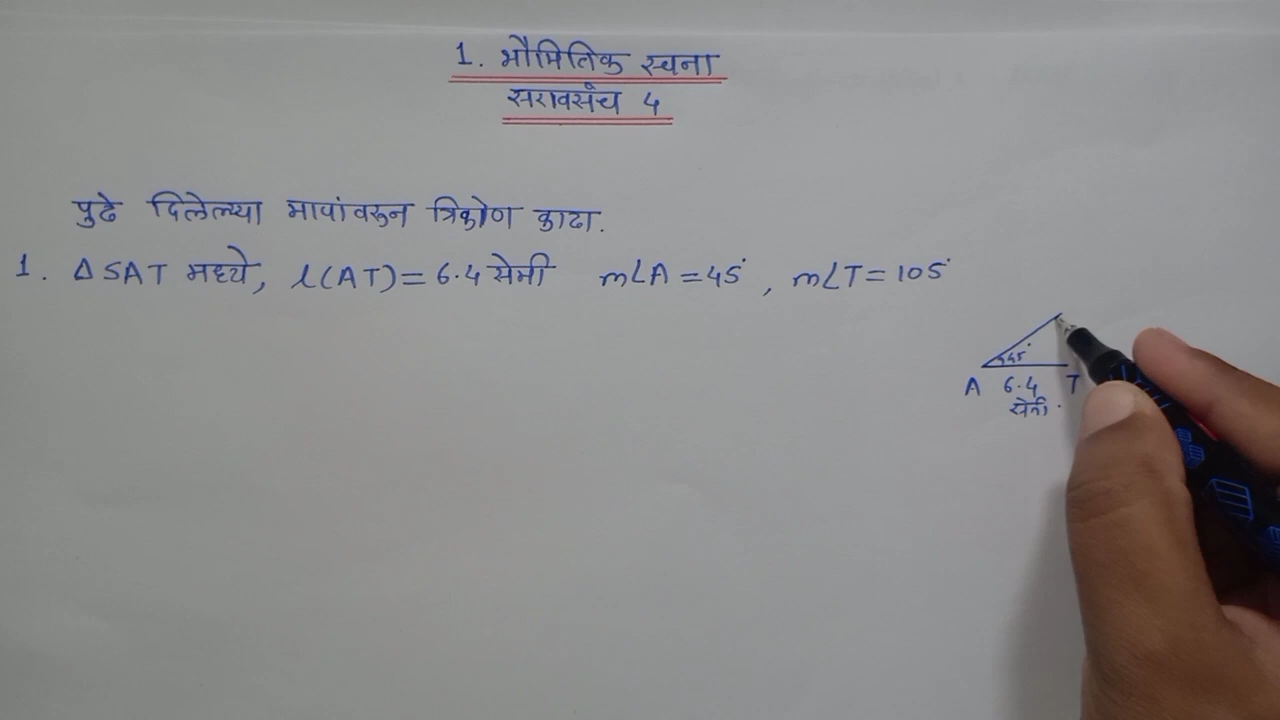 1. भौमितिक रचना
सरावसंच 4
पुढे दिलेल्या मापांवरून त्रिकोण काढा.
1. ΔSAT मध्ये, l(AT)= 6.4 सेमी m∠A = 45°, m∠T= 105°
45°
A 6.4 T
सेमी.